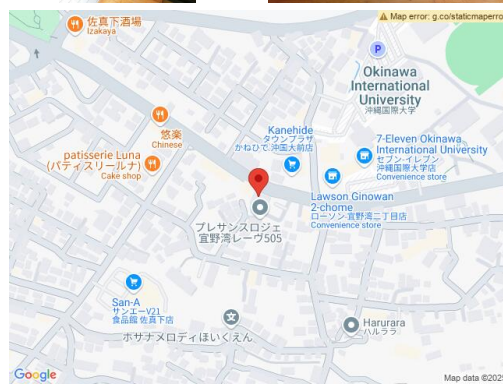 Map error: g.co/staticmaperro
佐真下酒場
Izakaya
P
Okinawa
International
University
沖縄国際大学
悠楽
Chinese
Kanehide
タウンプラザ
かねひで 沖国大前店
7-Eleven Okinawa
International University
セブン-イレブン
沖縄国際大学店
Convenience store
patisserie Luna
(パティスリールナ)
Cake shop
Lawson Ginowan
2-chome
ローソン 宜野湾二丁目店
Convenience store
プレサンスロジェ
宜野湾レーヴ505
San-A
サンエーV21
食品館 佐真下店
ホサナメロディほいくえん
Harurara
ハルララ
Google
Map data ©202